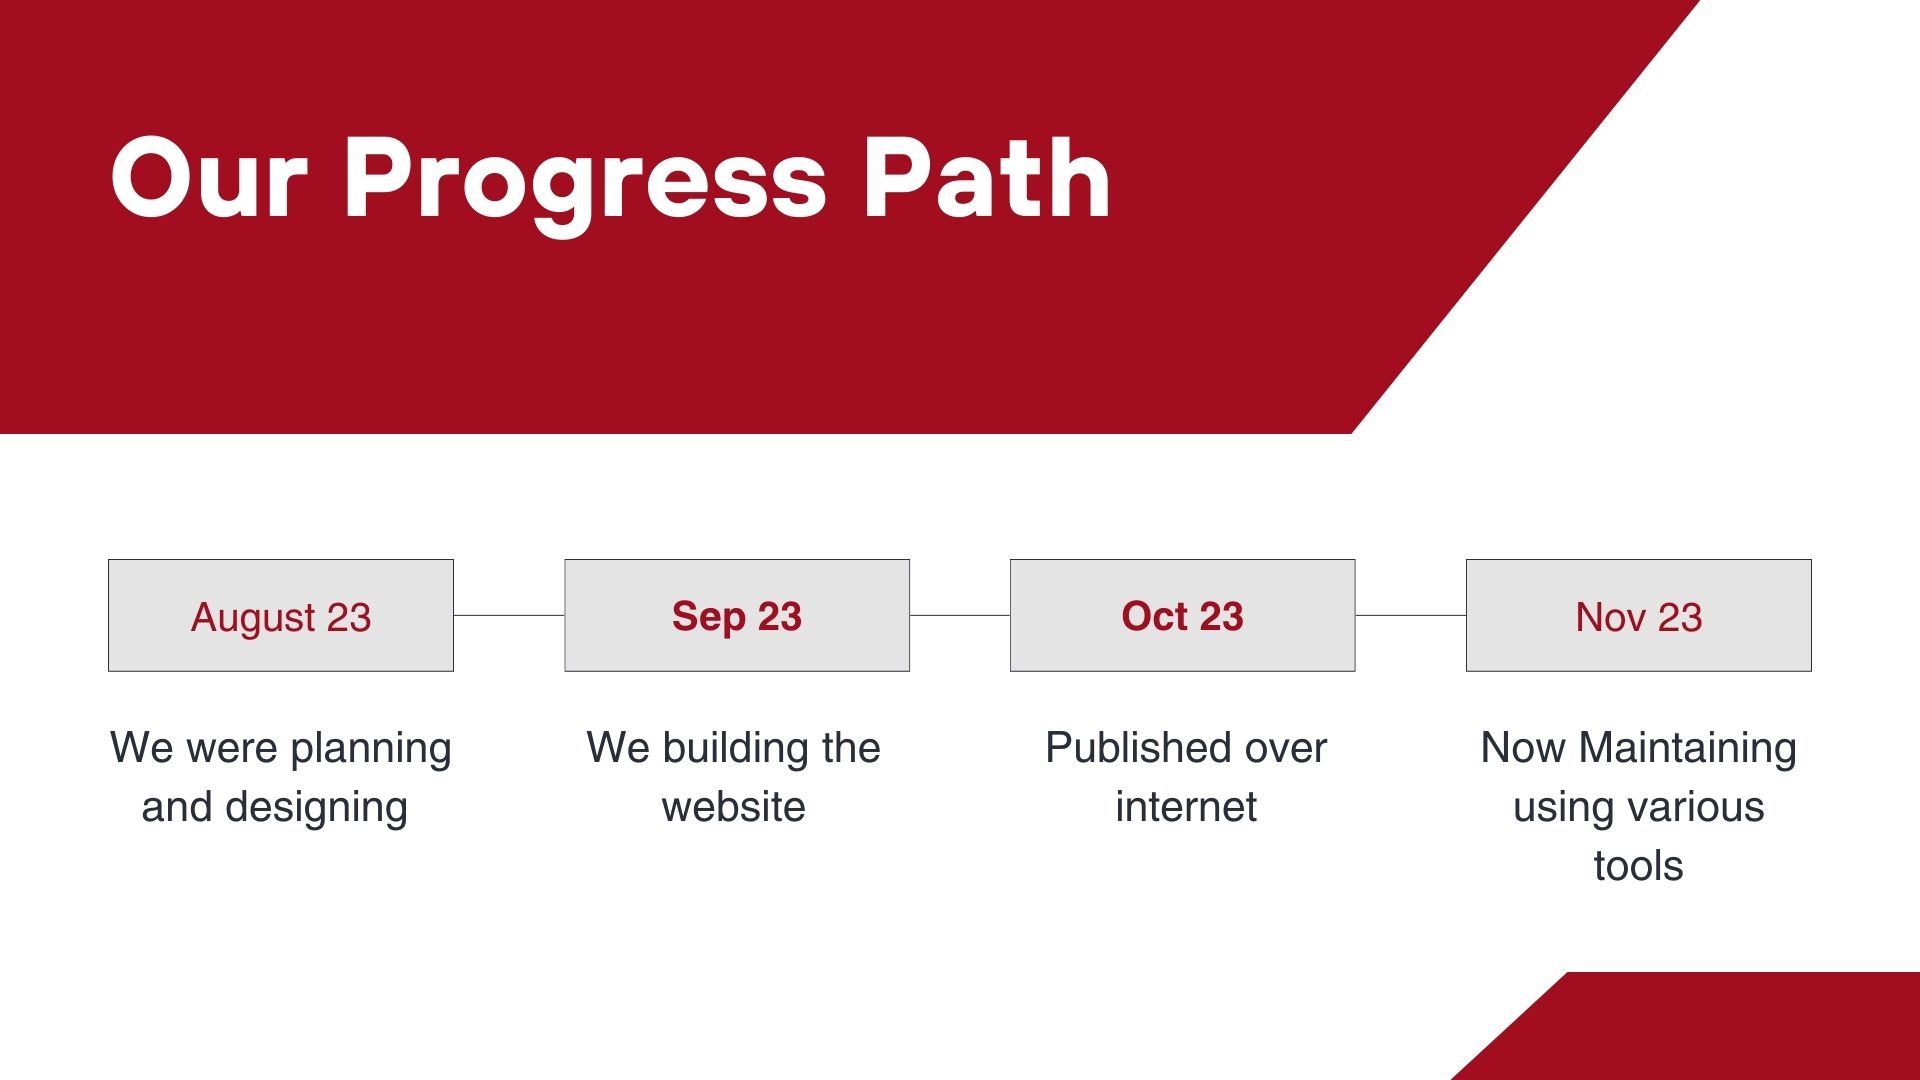 Our Progress Path
August 23
Sep 23
Oct 23
Nov 23
We were planning
and designing
We building the
website
Published over
internet
Now Maintaining
using various
tools